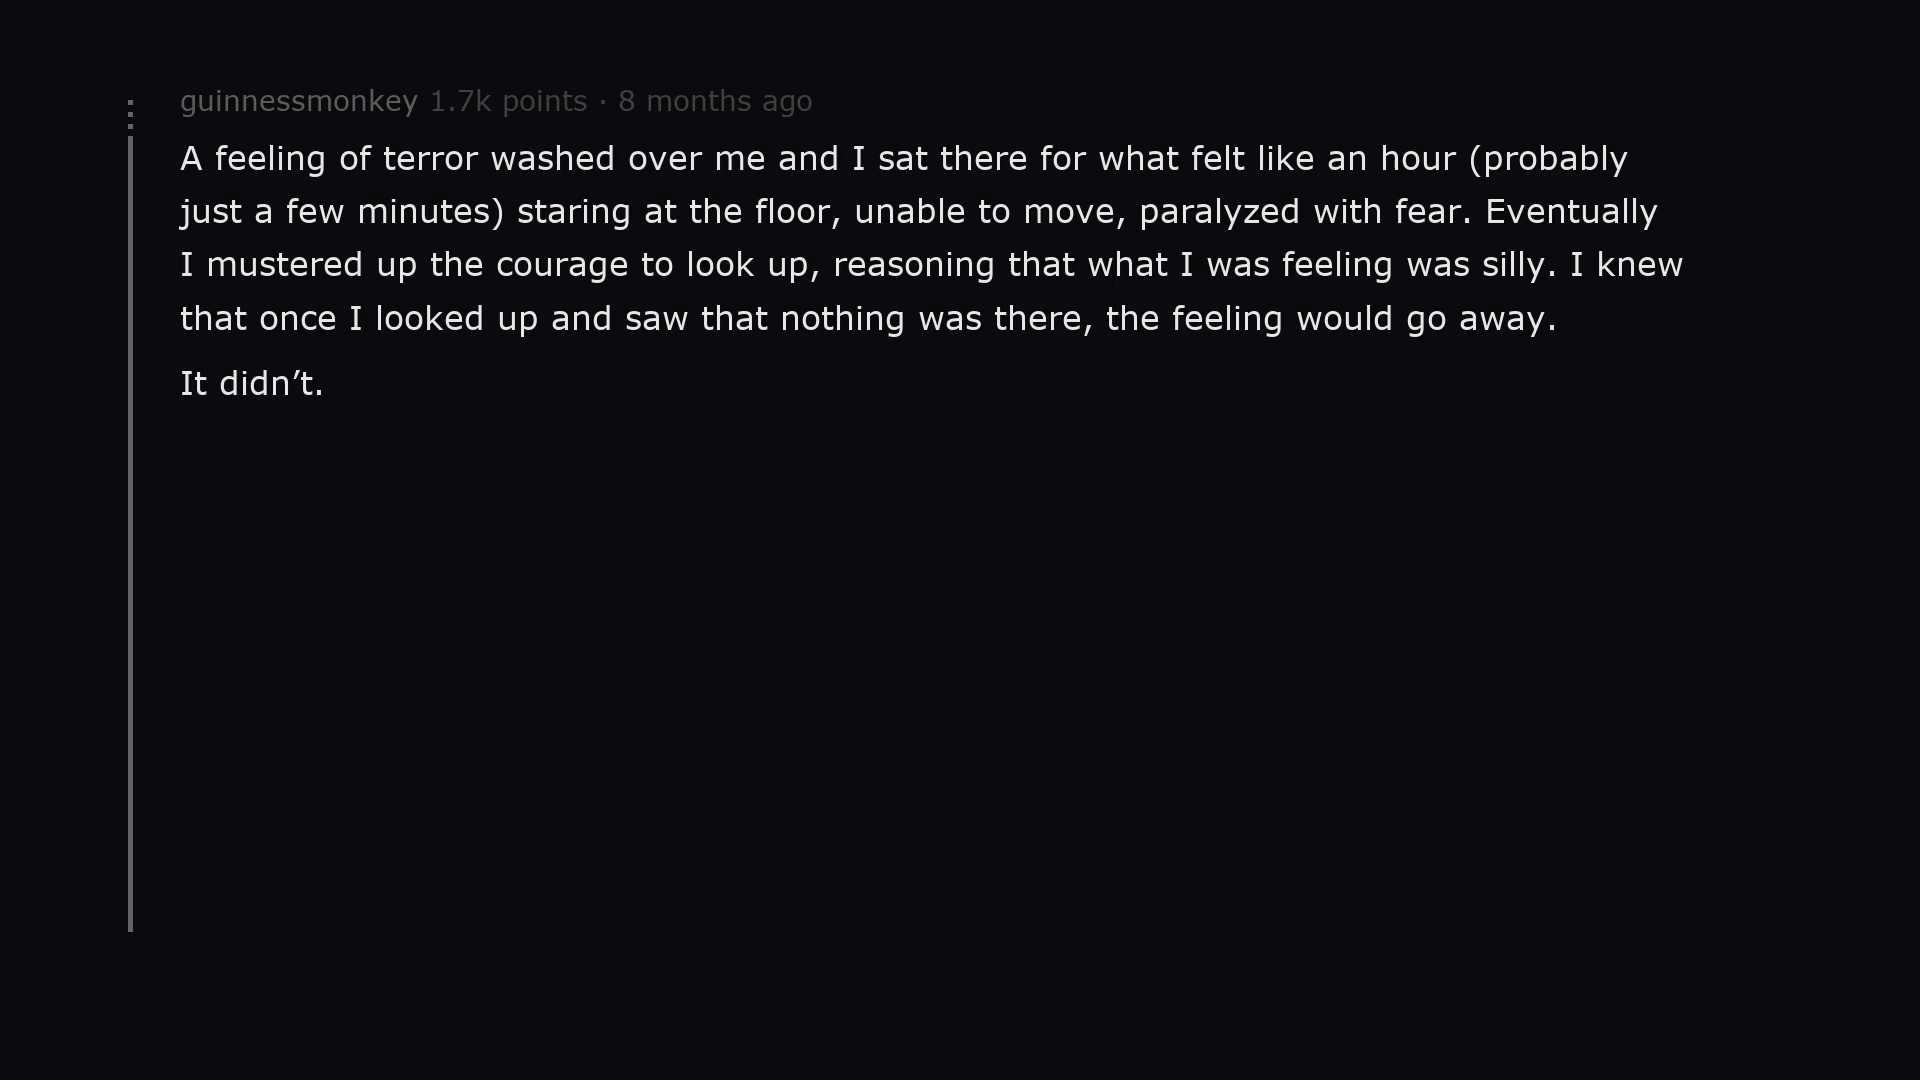 guinnessmonkey 1.7k points · 8 months ago
A feeling of terror washed over me and I sat there for what felt like an hour (probably
just a few minutes) staring at the floor, unable to move, paralyzed with fear. Eventually
I mustered up the courage to look up, reasoning that what I was feeling was silly. I knew
that once I looked up and saw that nothing was there, the feeling would go away.
It didn’t.